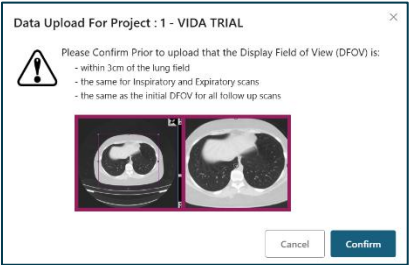 Data Upload For Project : 1 - VIDA TRIAL
Please Confirm Prior to upload that the Display Field of View (DFOV) is:
- within 3cm of the lung field
- the same for Inspiratory and Expiratory scans
- the same as the initial DFOV for all follow up scans
Cancel
Confirm